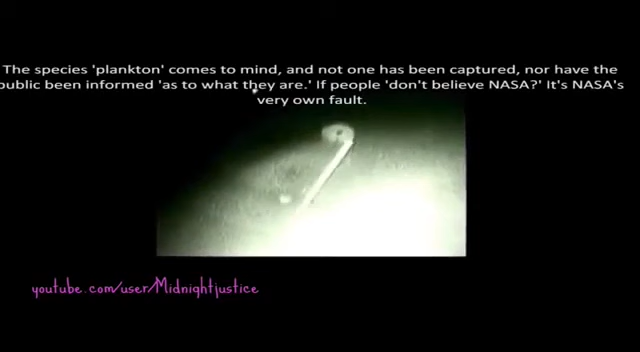 The species 'plankton' comes to mind, and not one has been captured, nor have the
public been informed 'as to what they are.' If people 'don't believe NASA?' It's NASA's
very own fault.
youtube.com/user/Midnightjustice